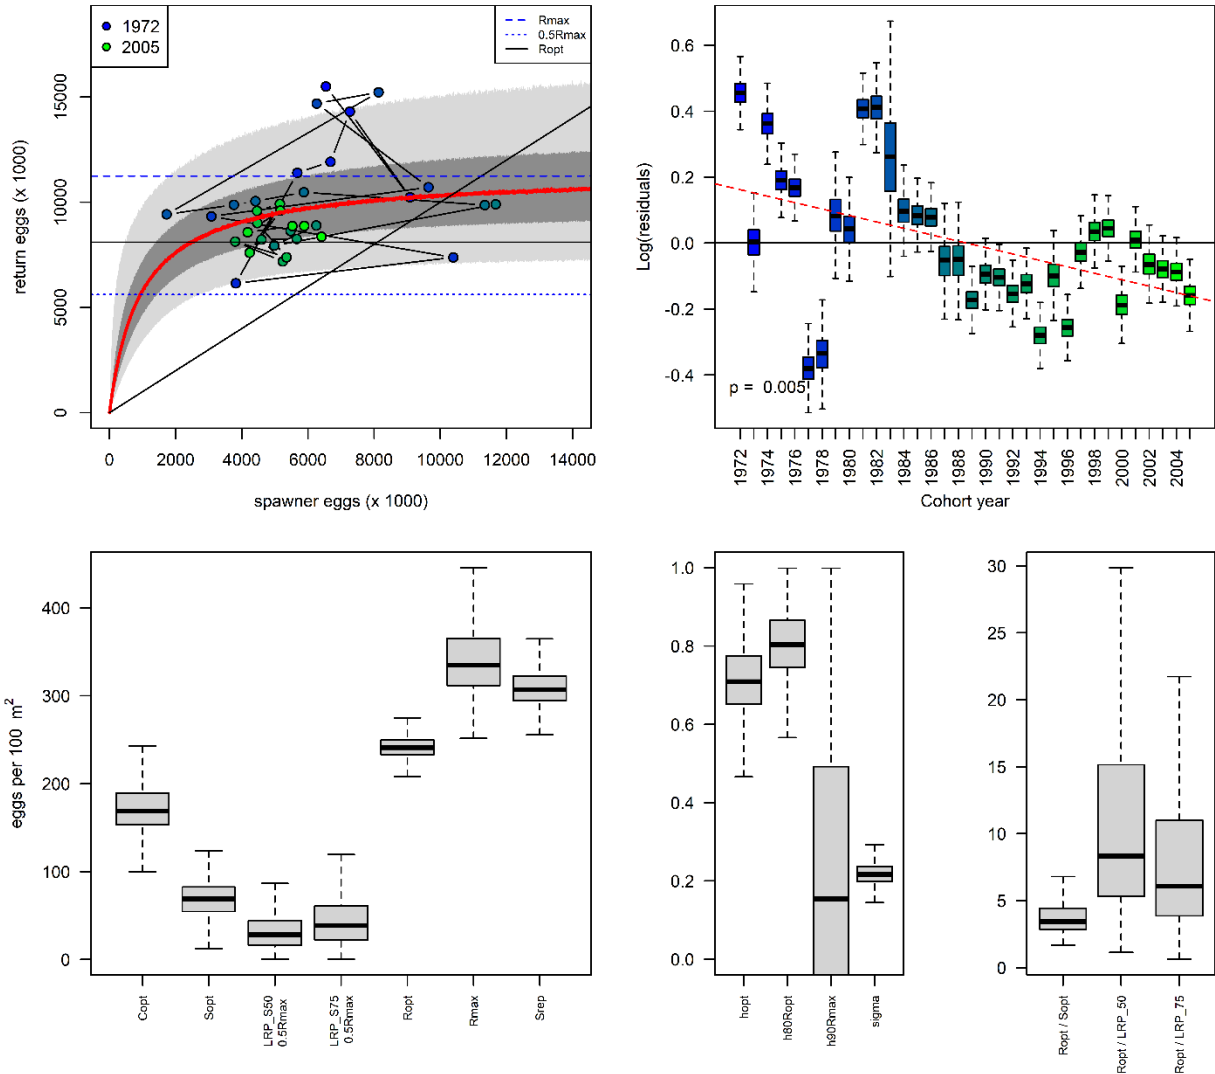 1972
2005
Rmax
0.5Rmax
Ropt
return eggs (x 1000)
0
5000
10000
15000
0
2000
4000
6000
8000
10000
12000
14000
spawner eggs (x 1000)
Log(residuals)
0.6
0.4
0.2
0.0
-0.2
-0.4
p = 0.005
1972
1974
1976
1978
1980
1982
1984
1986
1988
1990
1992
1994
1996
1998
2000
2002
2004
Cohort year
eggs per 100 m²
400
300
200
100
0
Copt
Sopt
LRP_S50
0.5Rmax
LRP_S75
0.5Rmax
Ropt
Rmax
Srep
1.0
0.8
0.6
0.4
0.2
0.0
hopt
h80Ropt
h90Rmax
sigma
30
25
20
15
10
5
0
Ropt / Sopt
Ropt / LRP_50
Ropt / LRP_75